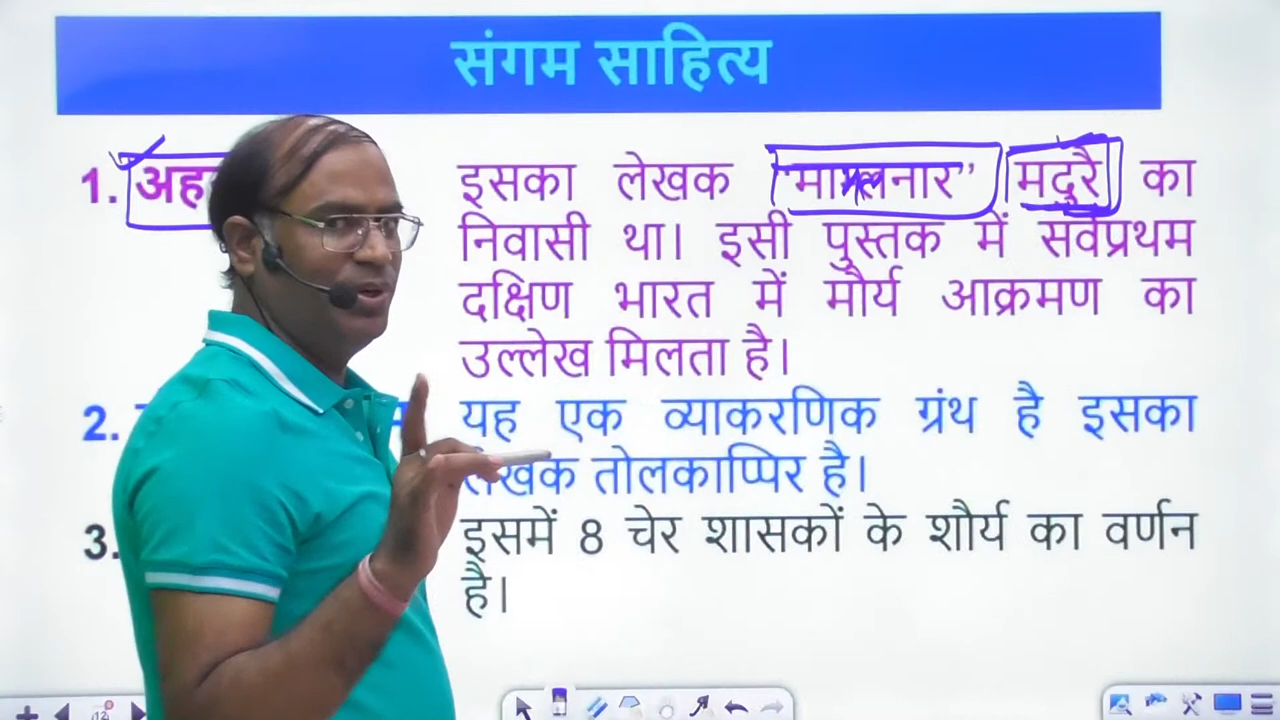 संगम साहित्य
1. अह
इसका लेखक नार” मदुरै का
निवासी था। इसी पुस्तक में सर्वप्रथम
दक्षिण भारत में मौर्य आक्रमण का
उल्लेख मिलता है।
2. यह एक व्याकरणिक ग्रंथ है इसका
लेखक तोलकाप्पिर है।
3. इसमें 8 चेर शासकों के शौर्य का वर्णन
है।
12